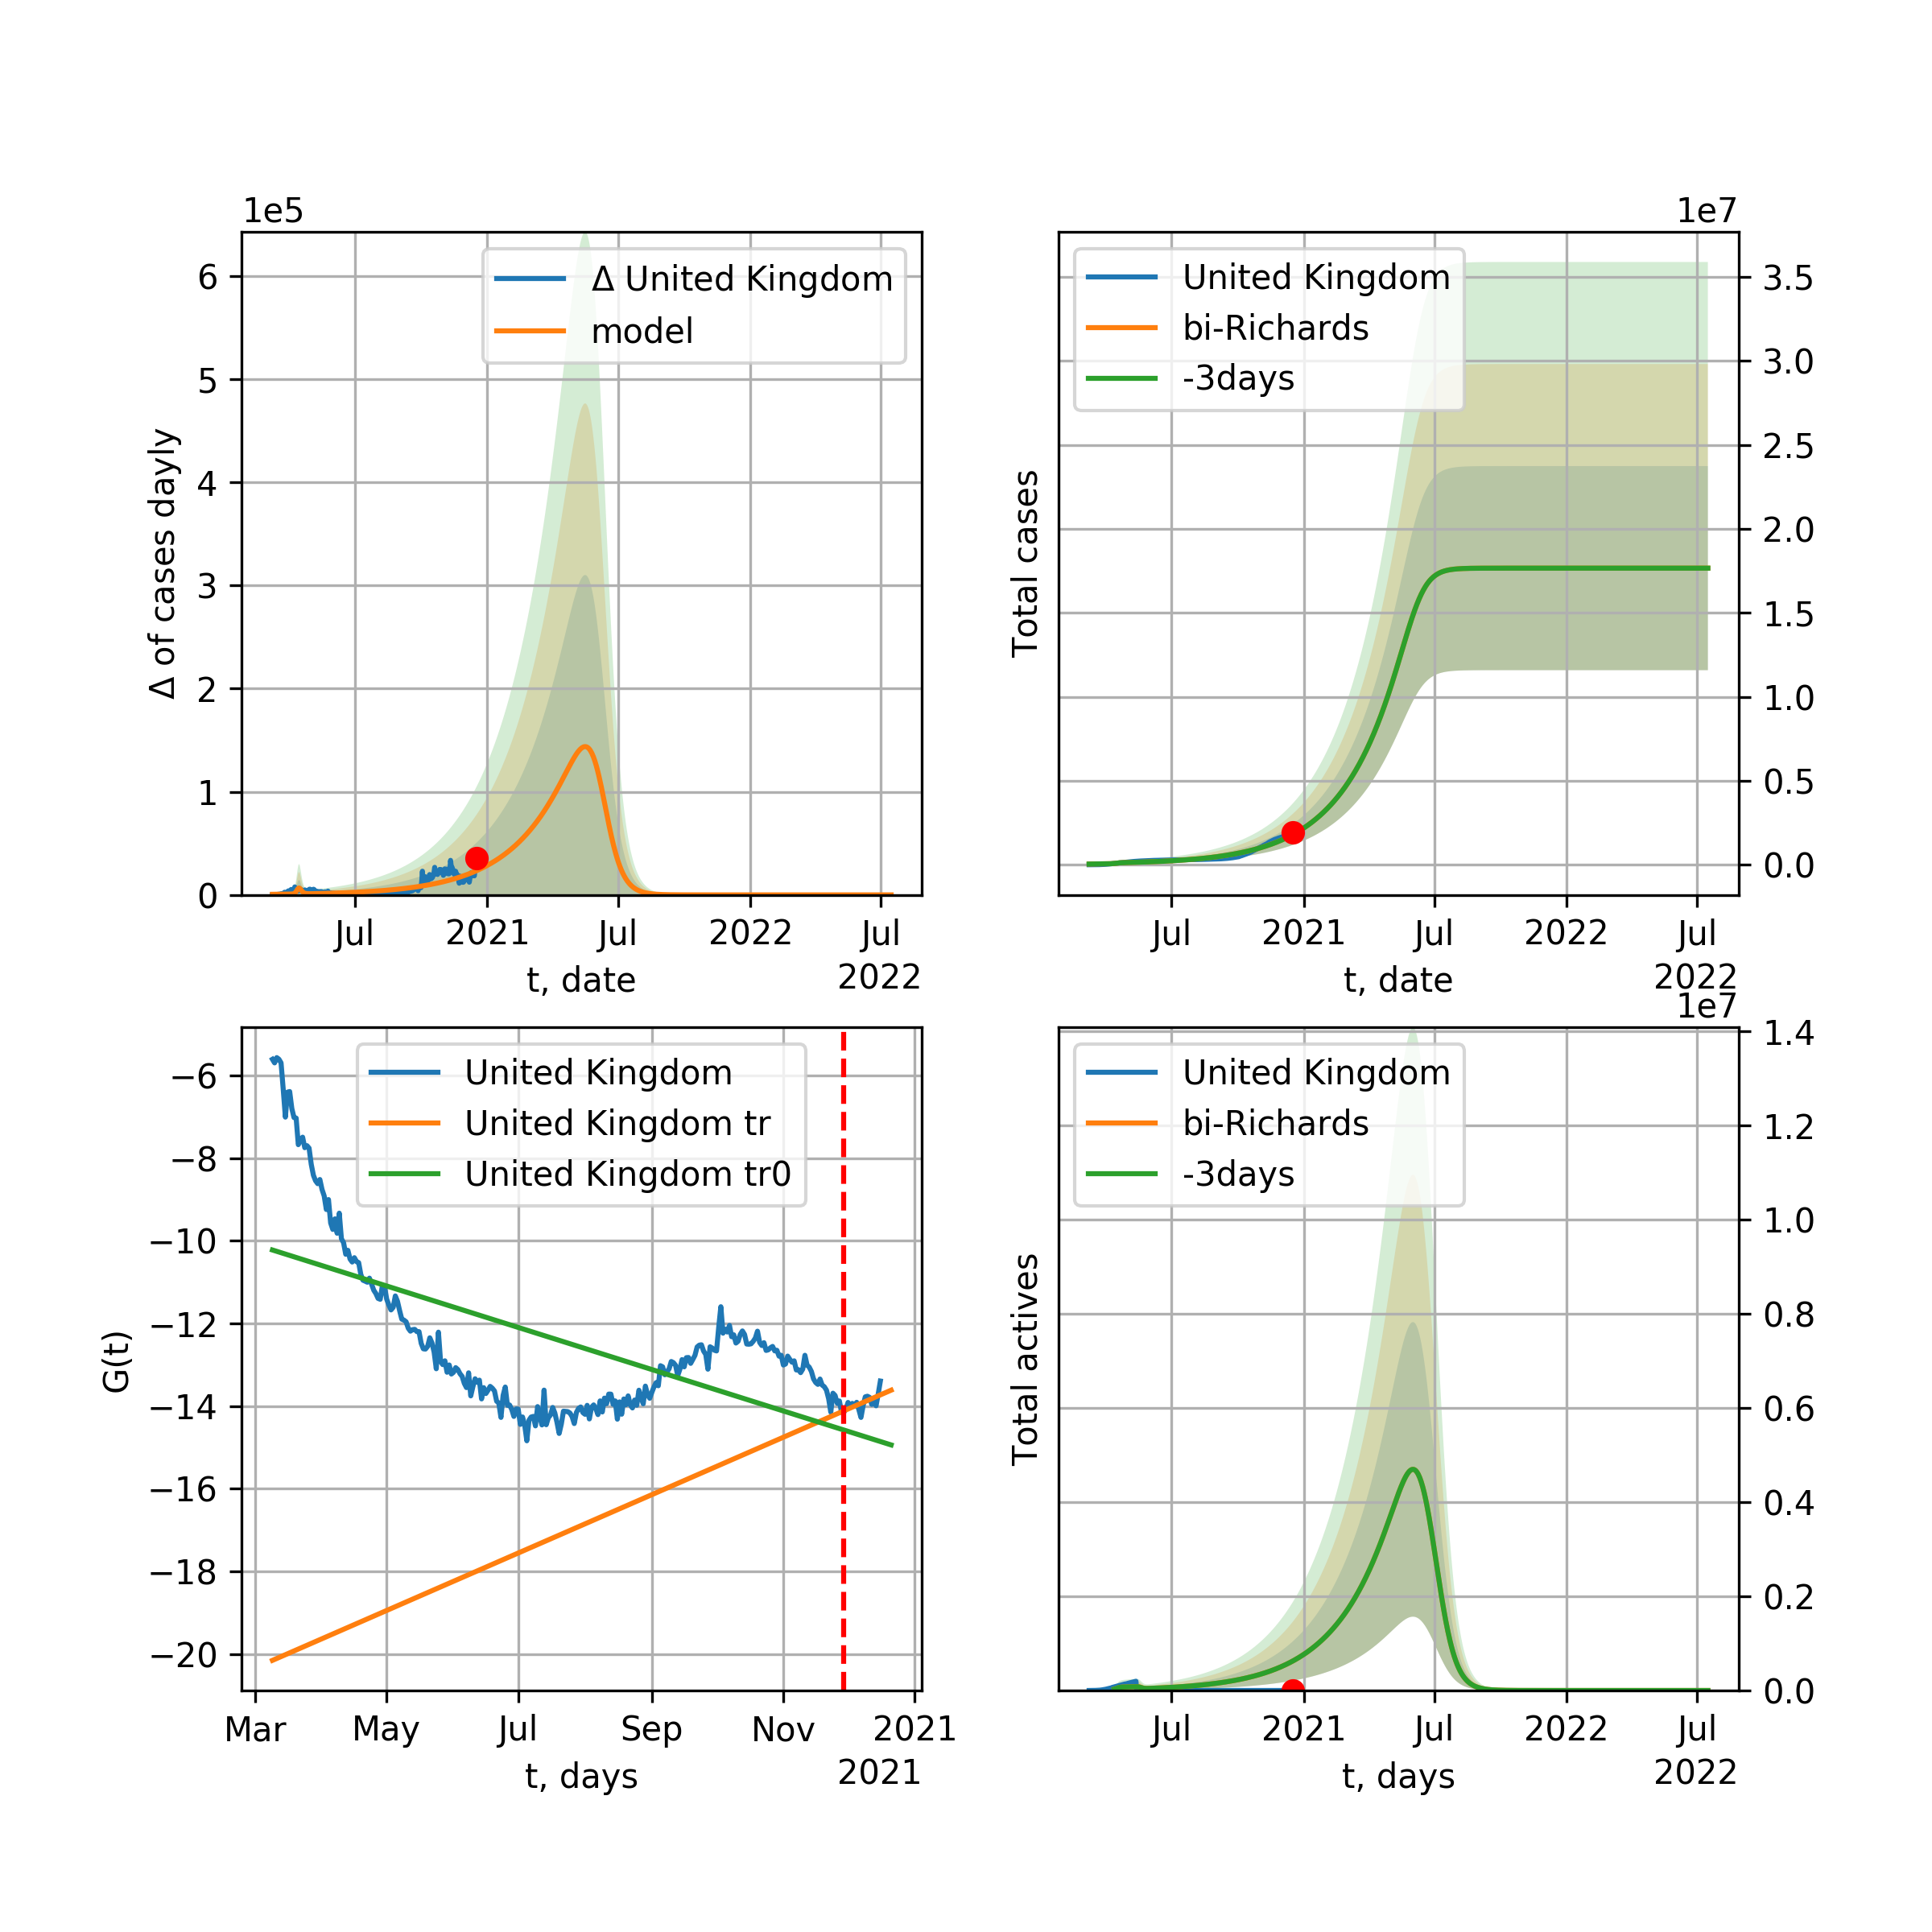 1e5
6
5
4
3
2
1
0
Δ of cases dayly
Δ United Kingdom
model
Jul
2021
Jul
2022
Jul
2022
t, date
1e7
United Kingdom
bi-Richards
-3days
Total cases
3.5
3.0
2.5
2.0
1.5
1.0
0.5
0.0
Jul
2021
Jul
2022
Jul
2022
t, date
−6
−8
−10
−12
−14
−16
−18
−20
G(t)
United Kingdom
United Kingdom tr
United Kingdom tr0
Mar
May
Jul
Sep
Nov
2021
2021
t, days
1e7
United Kingdom
bi-Richards
-3days
Total actives
1.4
1.2
1.0
0.8
0.6
0.4
0.2
0.0
Jul
2021
Jul
2022
Jul
2022
t, days